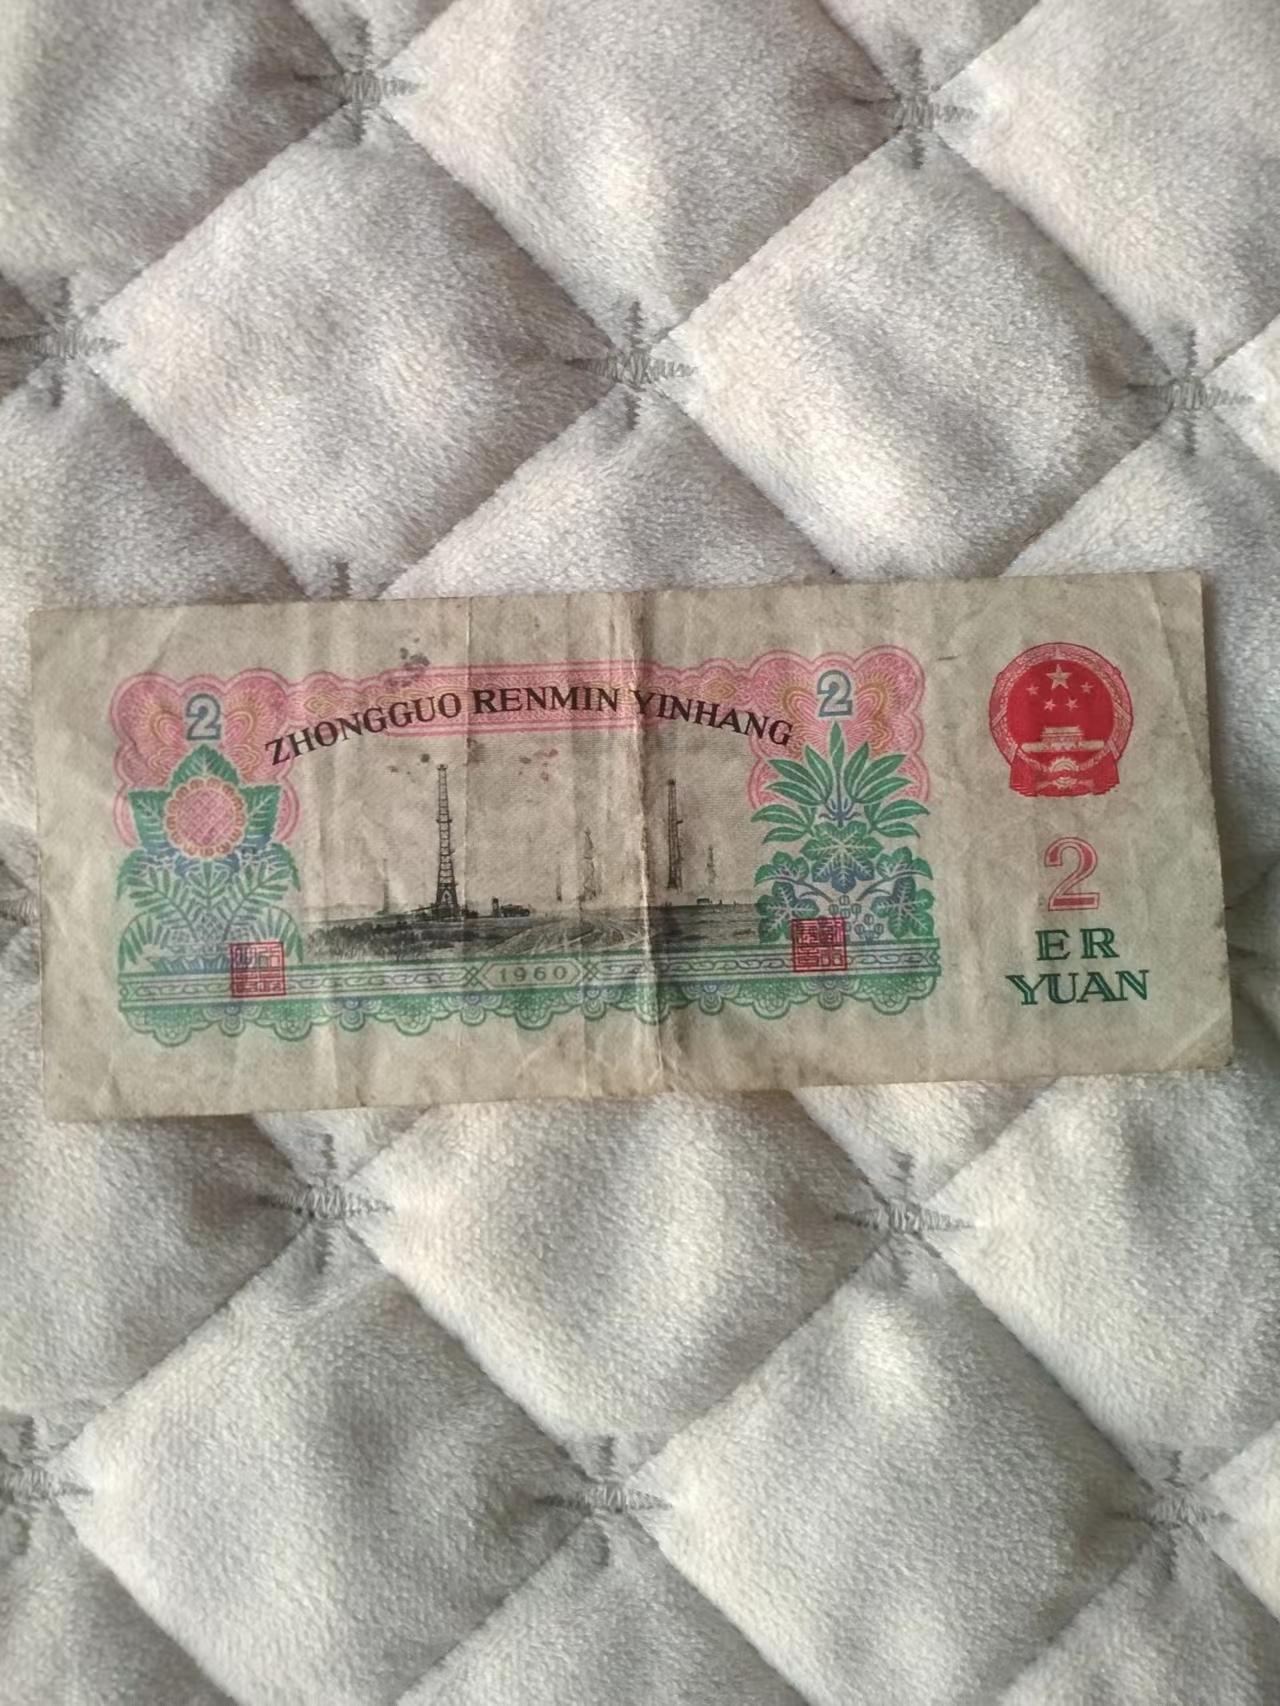 2
2
ZHONGGUO RENMIN YINHANG
1960
2
ER
YUAN